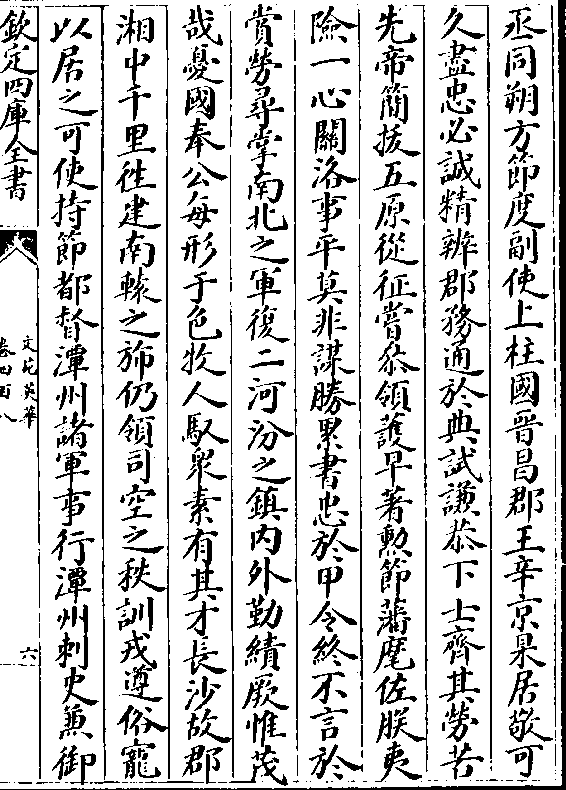 丞同朔方節度副使上柱國晉昌郡王辛京杲居敬可
久盡忠必誠精辨郡務通於典試謙恭下士齊其勞苦
先帝簡拔五原從征嘗叅領護早著勲節藩麾佐朕夷
險一心關洛事平莫非謀勝累書忠於甲令終不言於
賞勞尋掌南北之軍復二河汾之鎮内外勤績厥惟茂
哉憂國奉公每形于色牧人馭衆素有其才長沙故郡
湘中千里徃建南轅之斾仍領司空之秩訓戎遵俗寵
以居之可使持節都督潭州諸軍事行潭州刺史兼御
欽定四庫全書
文苑英華
卷四百八
六